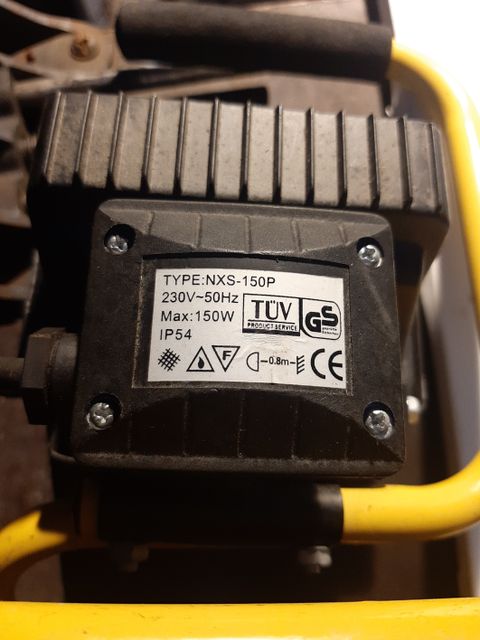 TYPE:NXS-150P
230V~50Hz
Max:150W
IP54
TÜV
PRODUCT SERVICE
GS
F
0.8m
CE